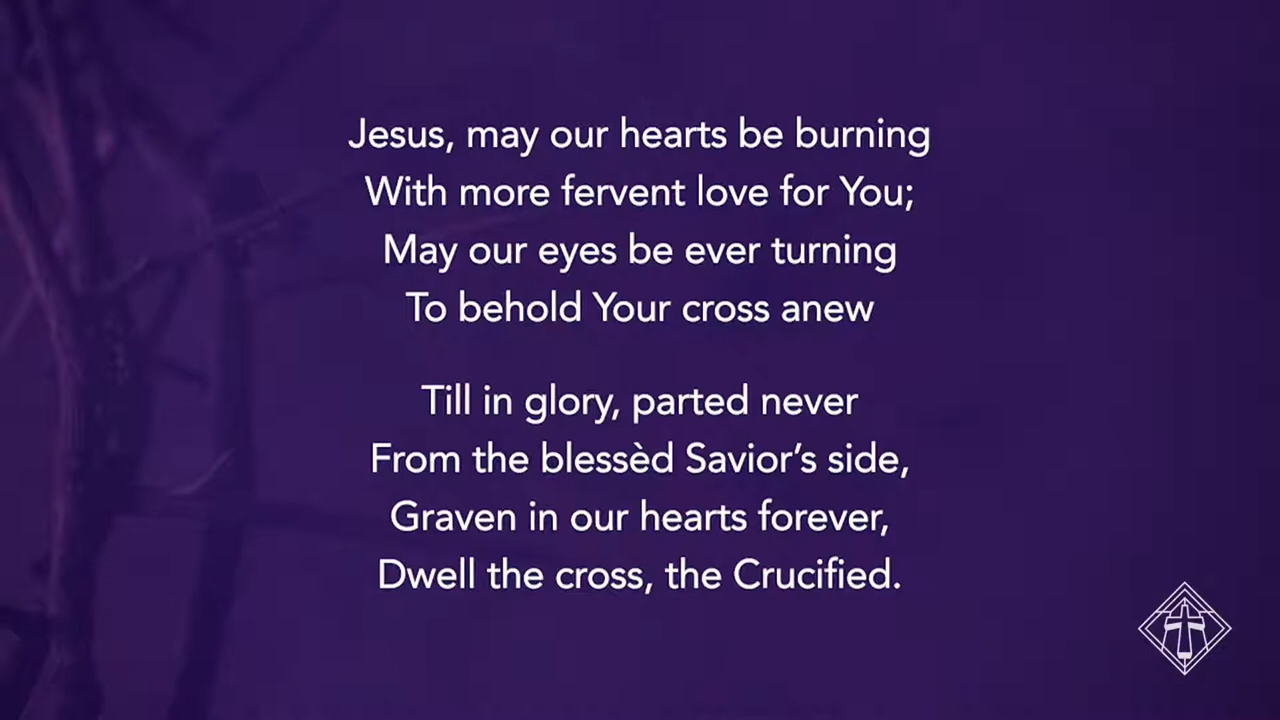 Jesus, may our hearts be burning
With more fervent love for You;
May our eyes be ever turning
To behold Your cross anew
Till in glory, parted never
From the blessèd Savior’s side,
Graven in our hearts forever,
Dwell the cross, the Crucified.